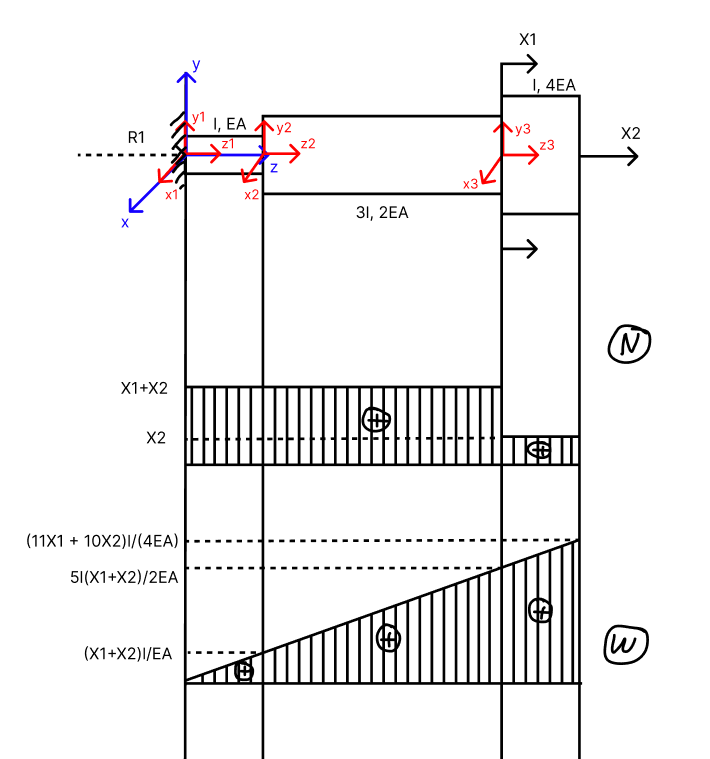 X1
y
I, 4EA
y1
I, EA
y2
y3
X2
R1
z1
z2
z3
z
x1
x2
x3
x
3I, 2EA
N
X1+X2
+
X2
+
(11X1 + 10X2)I/(4EA)
5I(X1+X2)/2EA
+
+
(X1+X2)I/EA
W
+